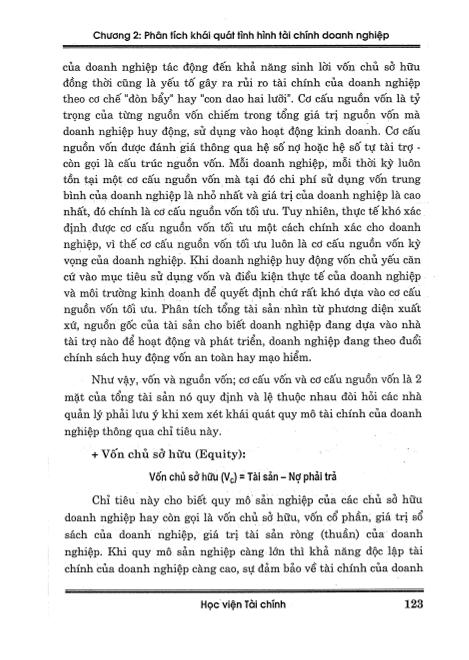 Chương 2: Phân tích khái quát tình hình tài chính doanh nghiệp
của doanh nghiệp tác động đến khả năng sinh lời vốn chủ sở hữu
đồng thời cũng là yếu tố gây ra rủi ro tài chính của doanh nghiệp
theo cơ chế "đòn bẩy" hay "con dao hai lưỡi". Cơ cấu nguồn vốn là tỷ
trọng của từng nguồn vốn chiếm trong tổng giá trị nguồn vốn mà
doanh nghiệp huy động, sử dụng vào hoạt động kinh doanh. Cơ cấu
nguồn vốn được đánh giá thông qua hệ số nợ hoặc hệ số tự tài trợ -
còn gọi là cấu trúc nguồn vốn. Mỗi doanh nghiệp, mỗi thời kỳ luôn
tồn tại một cơ cấu nguồn vốn mà tại đó chi phí sử dụng vốn trung
bình của doanh nghiệp là nhỏ nhất và giá trị của doanh nghiệp là cao
nhất, đó chính là cơ cấu nguồn vốn tối ưu. Tuy nhiên, thực tế khó xác
định được cơ cấu nguồn vốn tối ưu một cách chính xác cho doanh
nghiệp, vì thế cơ cấu nguồn vốn tối ưu luôn là cơ cấu nguồn vốn kỳ
vọng của doanh nghiệp. Khi doanh nghiệp huy động vốn chủ yếu căn
cứ vào mục tiêu sử dụng vốn và điều kiện thực tế của doanh nghiệp
và môi trường kinh doanh để quyết định chứ rất khó dựa vào cơ cấu
nguồn vốn tối ưu. Phân tích tổng tài sản nhìn từ phương diện xuất
xứ, nguồn gốc của tài sản cho biết doanh nghiệp đang dựa vào nhà
tài trợ nào để hoạt động và phát triển, doanh nghiệp đang theo đuổi
chính sách huy động vốn an toàn hay mạo hiểm.
Như vậy, vốn và nguồn vốn; cơ cấu vốn và cơ cấu nguồn vốn là 2
mặt của tổng tài sản nó quy định và lệ thuộc nhau đòi hỏi các nhà
quản lý phải lưu ý khi xem xét khái quát quy mô tài chính của doanh
nghiệp thông qua chỉ tiêu này.
+ Vốn chủ sở hữu (Equity):
Vốn chủ sở hữu (Vc) = Tài sản – Nợ phải trả
Chỉ tiêu này cho biết quy mô sản nghiệp của các chủ sở hữu
doanh nghiệp hay còn gọi là vốn chủ sở hữu, vốn cổ phần, giá trị sổ
sách của doanh nghiệp, giá trị tài sản ròng (thuần) của doanh
nghiệp. Khi quy mô sản nghiệp càng lớn thì khả năng độc lập tài
chính của doanh nghiệp càng cao, sự đảm bảo về tài chính của doanh
Học viện Tài chính 123